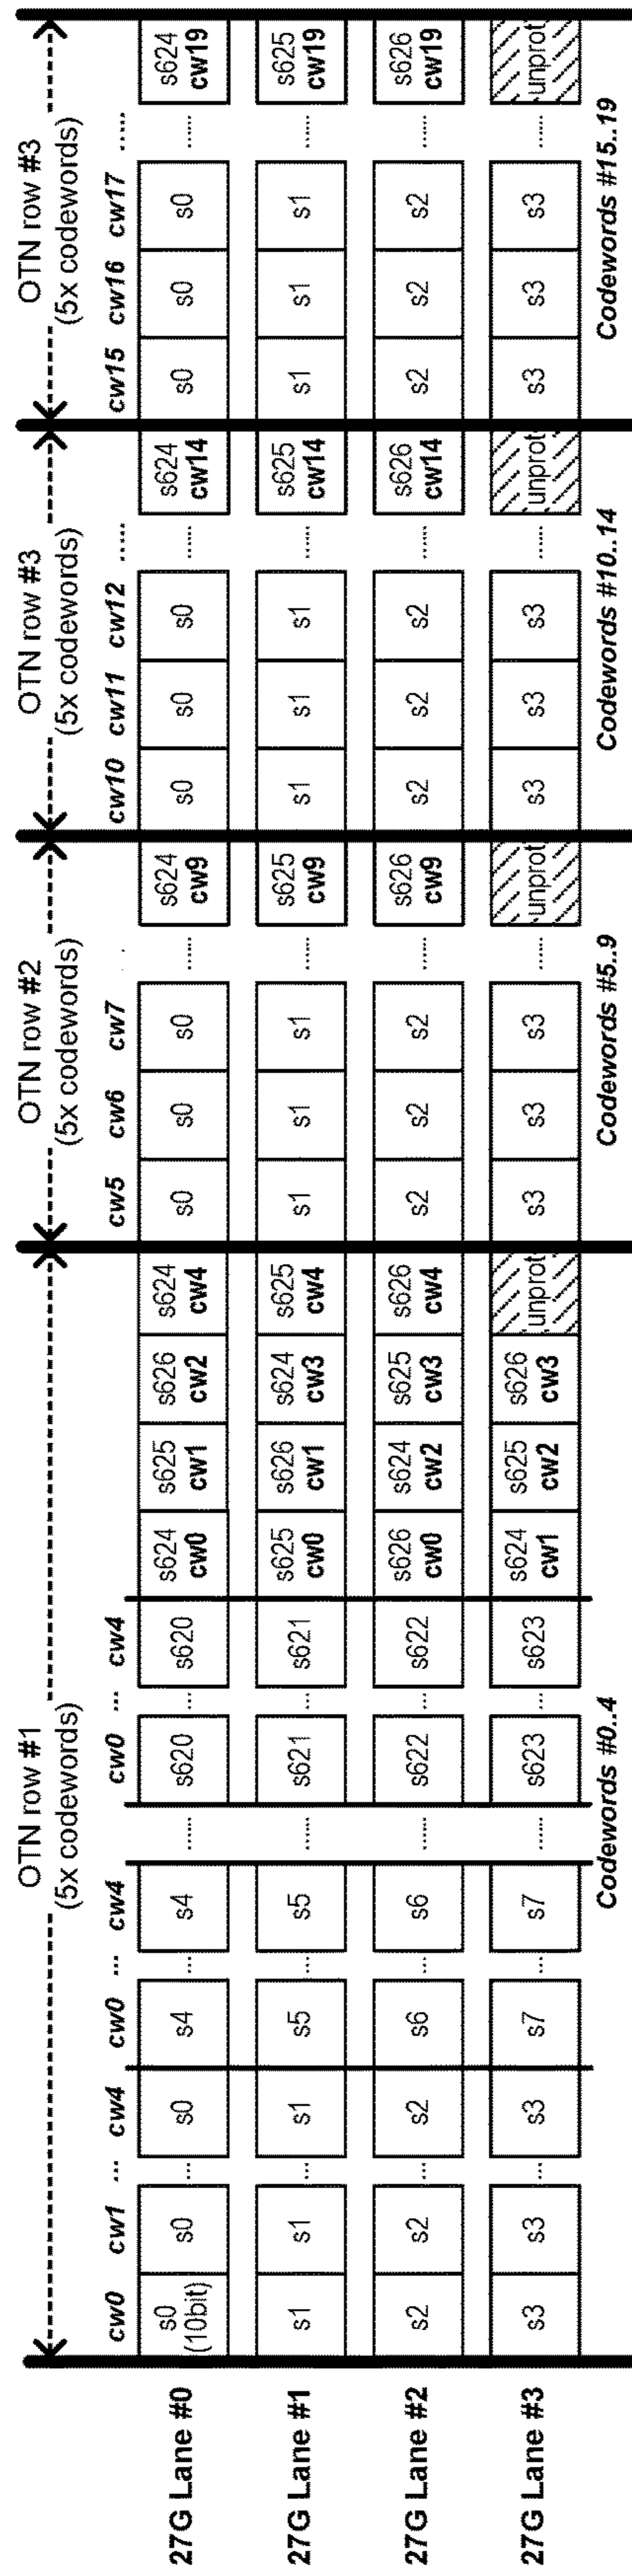 OTN row #1
(5x codewords)
OTN row #2
(5x codewords)
OTN row #3
(5x codewords)
OTN row #3
(5x codewords)
cw0 cw1 ... cw4 cw0 ... cw4 cw0 ... cw4 cw5 cw6 cw7 cw10 cw11 cw12 ..... cw15 cw16 cw17 .....
27G Lane #0
s0
(10bit)
s0 ... s0 s4 ... s4 ...... s620 ... s620
s624
cw0
s625
cw1
s626
cw2
s624
cw4
s0 s0 s0 ......
s624
cw9
s0 s0 s0 ......
s624
cw14
s0 s0 s0 ......
s624
cw19
27G Lane #1
s1 s1 ... s1 s5 ... s5 ...... s621 ... s621
s625
cw0
s626
cw1
s624
cw3
s625
cw4
s1 s1 s1 ......
s625
cw9
s1 s1 s1 ......
s625
cw14
s1 s1 s1 ......
s625
cw19
27G Lane #2
s2 s2 ... s2 s6 ... s6 ...... s622 ... s622
s626
cw0
s624
cw2
s625
cw3
s626
cw4
s2 s2 s2 ......
s626
cw9
s2 s2 s2 ......
s626
cw14
s2 s2 s2 ......
s626
cw19
27G Lane #3
s3 s3 ... s3 s7 ... s7 ...... s623 ... s623
s624
cw1
s625
cw2
s626
cw3
unprot
s3 s3 s3 ......
unprot
s3 s3 s3 ......
unprot
s3 s3 s3 ......
unprot
Codewords #0..4
Codewords #5..9
Codewords #10..14
Codewords #15..19